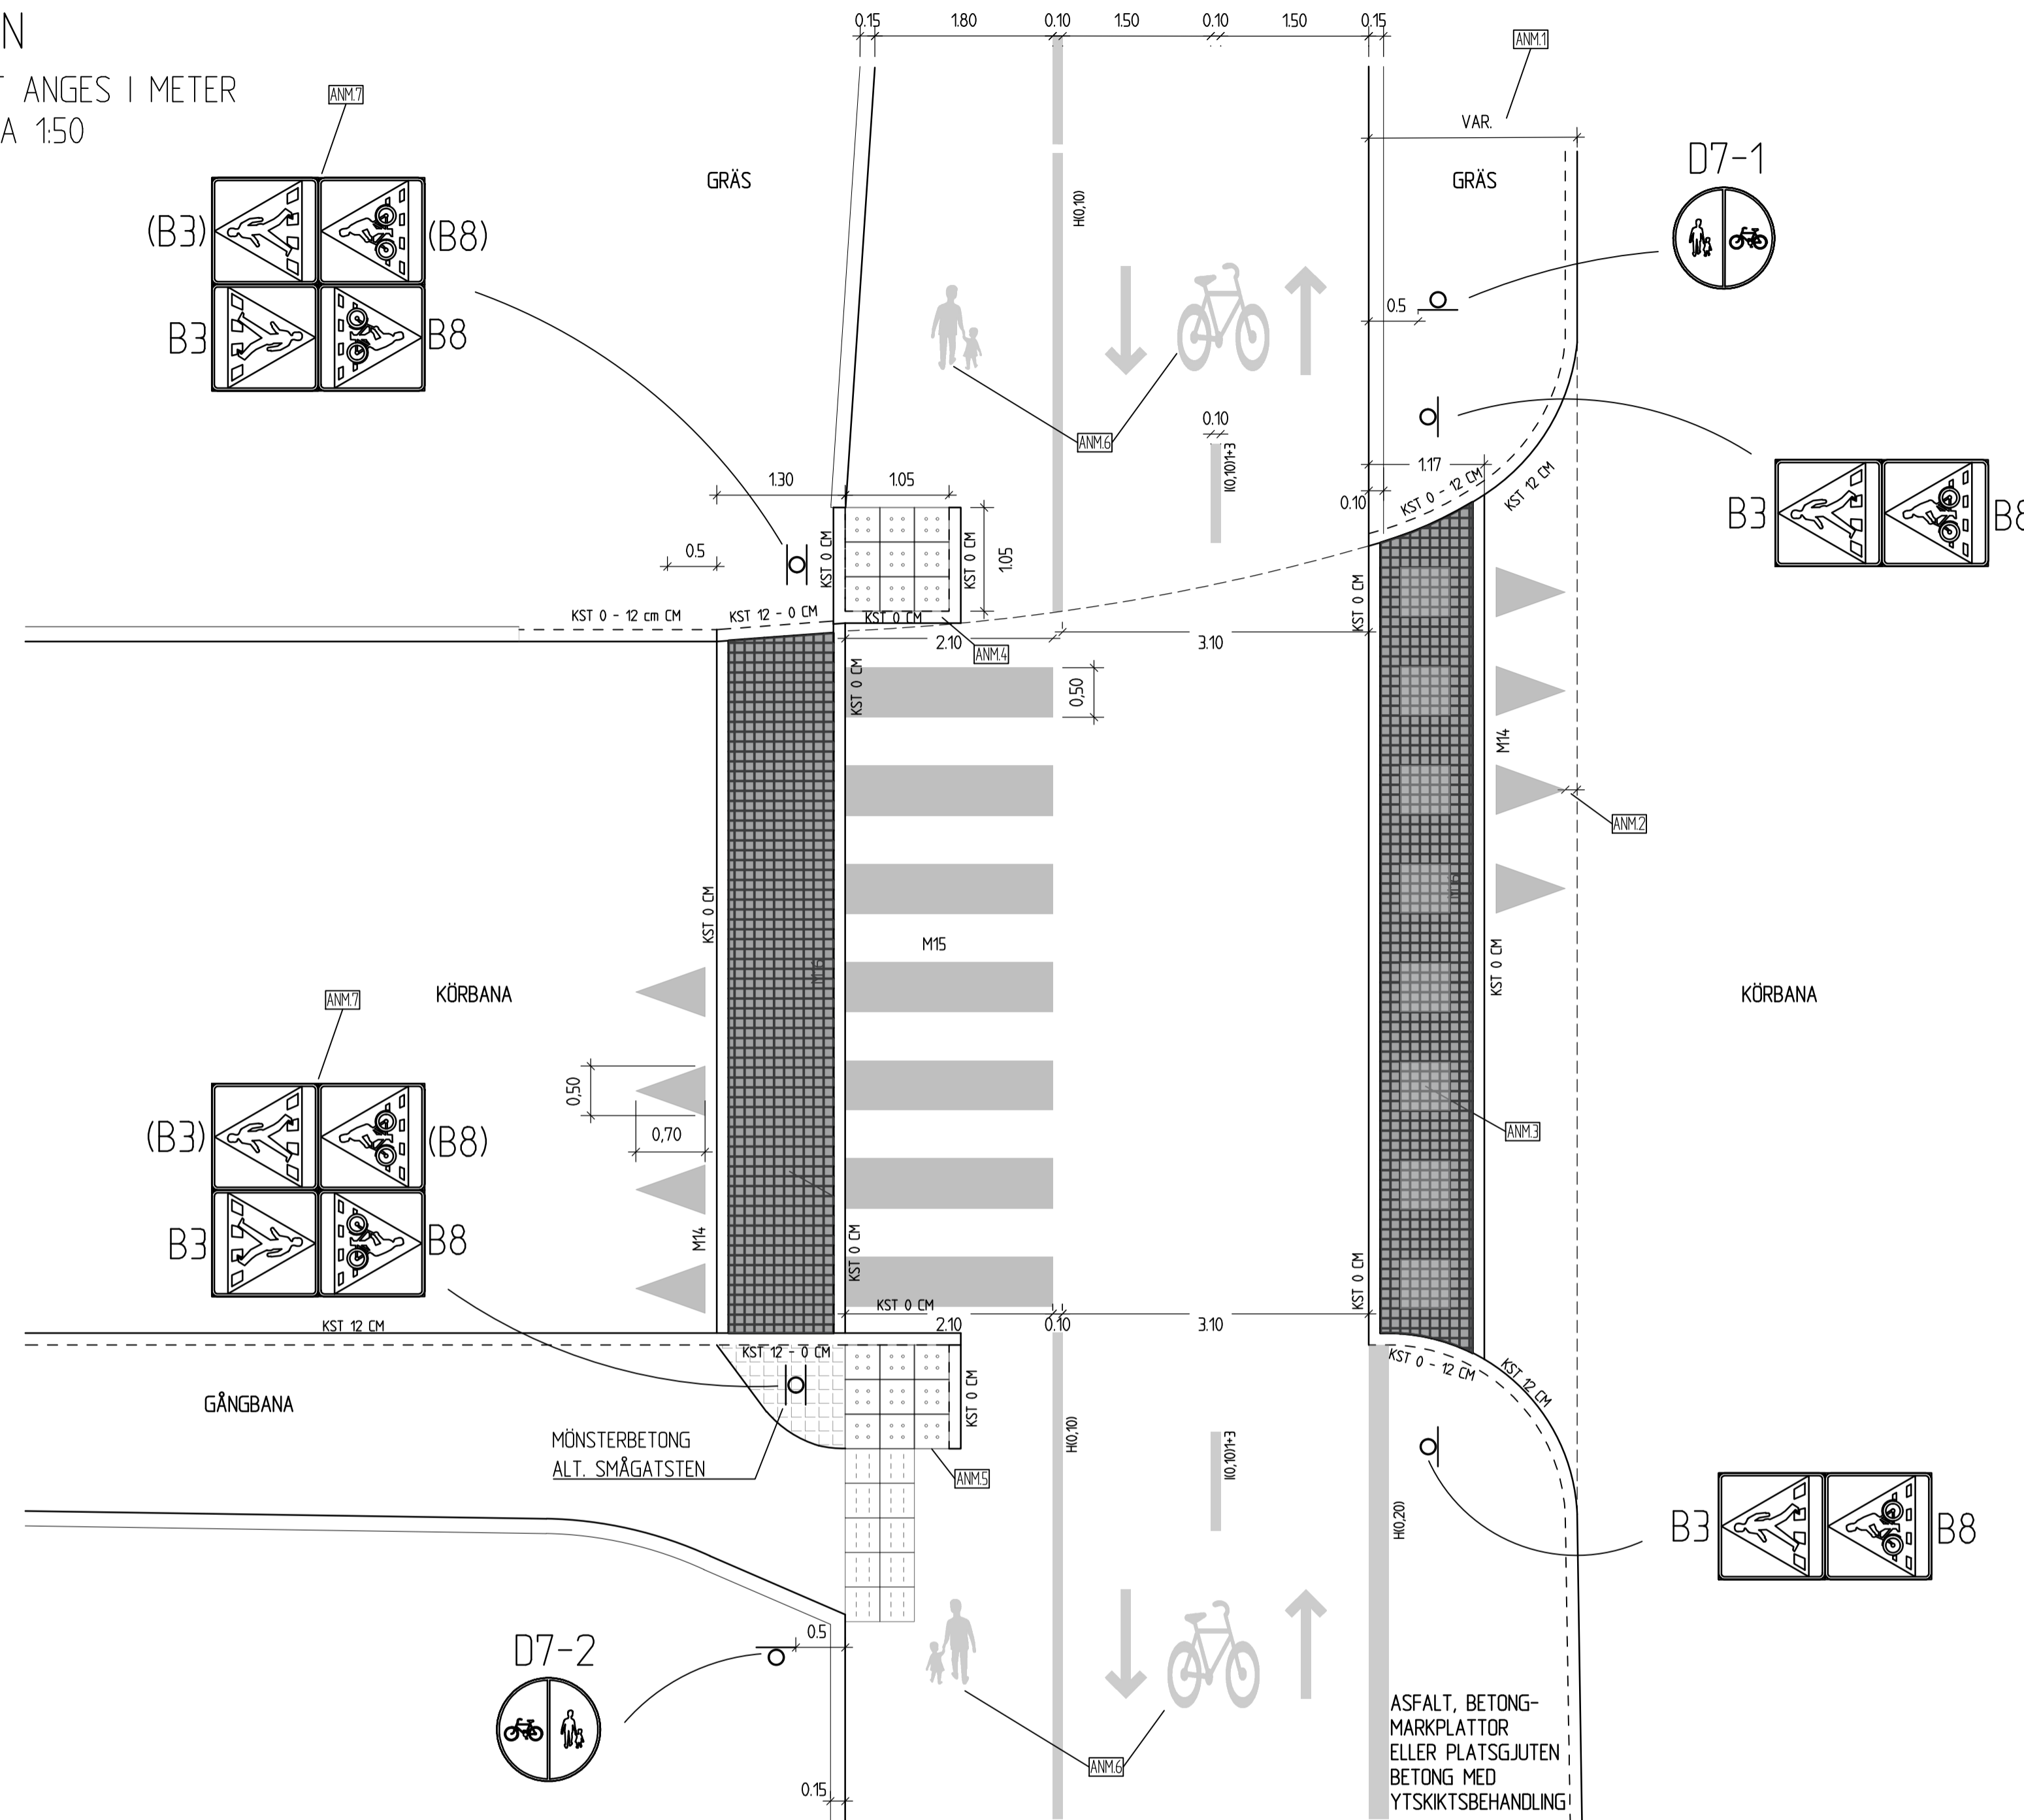 N
T ANGES I METER
A 1:50
0.15
1.80
0.10
1.50
0.10
1.50
0.15
ANM.1
ANM.7
VAR.
D7-1
GRÄS
GRÄS
(B3)
(B8)
B3
B8
H(0,10)
0.5
ANM.6
0.10
I(0,10)1+3
1.30
1.05
1.17
0.10
KST 0 - 12 CM
KST 12 CM
B3
B8
0.5
KST 0 CM
KST 0 CM
1.05
KST 0 - 12 cm CM
KST 12 - 0 CM
KST 0 CM
KST 0 CM
2.10
ANM.4
3.10
KST 0 CM
0,50
M14
ANM.2
KST 0 CM
M15
M16
M16
KST 0 CM
ANM.7
KÖRBANA
KÖRBANA
0,50
0,70
(B3)
(B8)
B3
B8
ANM.3
M14
KST 0 CM
KST 0 CM
KST 0 CM
KST 12 CM
2.10
0.10
3.10
KST 12 - 0 CM
KST 0 - 12 CM
KST 12 CM
GÅNGBANA
KST 0 CM
MÖNSTERBETONG
ALT. SMÅGATSTEN
ANM.5
H(0,10)
I(0,10)1+3
H(0,20)
B3
B8
D7-2
0.5
ANM.6
0.15
ASFALT, BETONG-
MARKPLATTOR
ELLER PLATSGJUTEN
BETONG MED
YTSKIKTSBEHANDLING